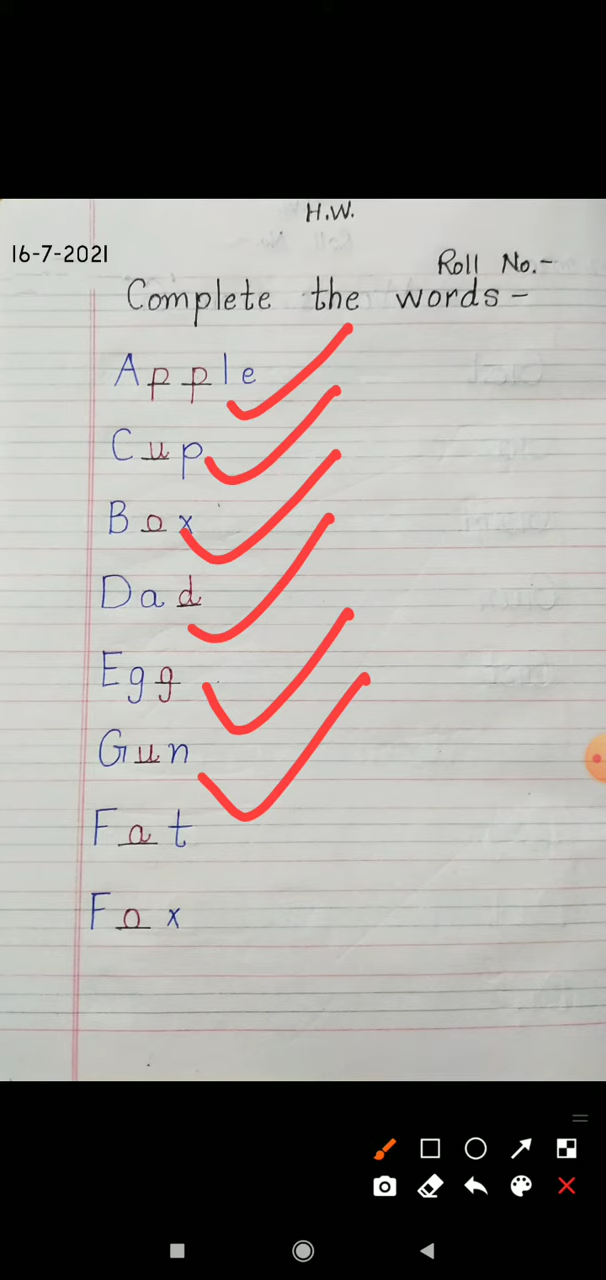 H.W.
16-7-2021
Roll No.-
Complete the words-
Apple
Cup
Box
Dad
Egg
Gun
Fat
Fox